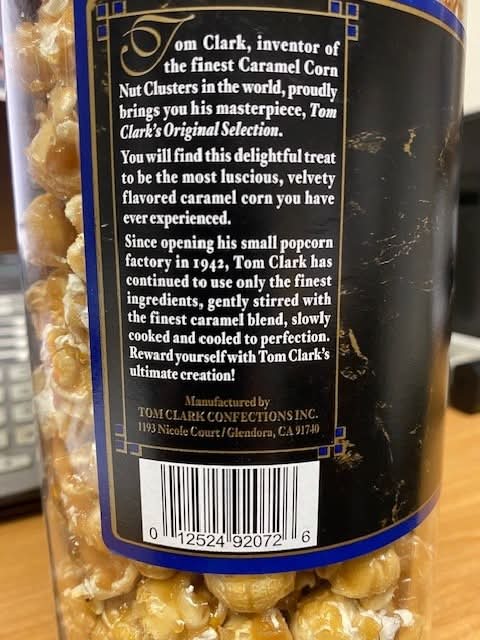 Tom Clark, inventor of
the finest Caramel Corn
Nut Clusters in the world, proudly
brings you his masterpiece, Tom
Clark's Original Selection.
You will find this delightful treat
to be the most luscious, velvety
flavored caramel corn you have
ever experienced.
Since opening his small popcorn
factory in 1942, Tom Clark has
continued to use only the finest
ingredients, gently stirred with
the finest caramel blend, slowly
cooked and cooled to perfection.
Reward yourself with Tom Clark's
ultimate creation!
Manufactured by
TOM CLARK CONFECTIONS INC.
1193 Nicole Court / Glendora, CA 91740
0 12524 92072 6